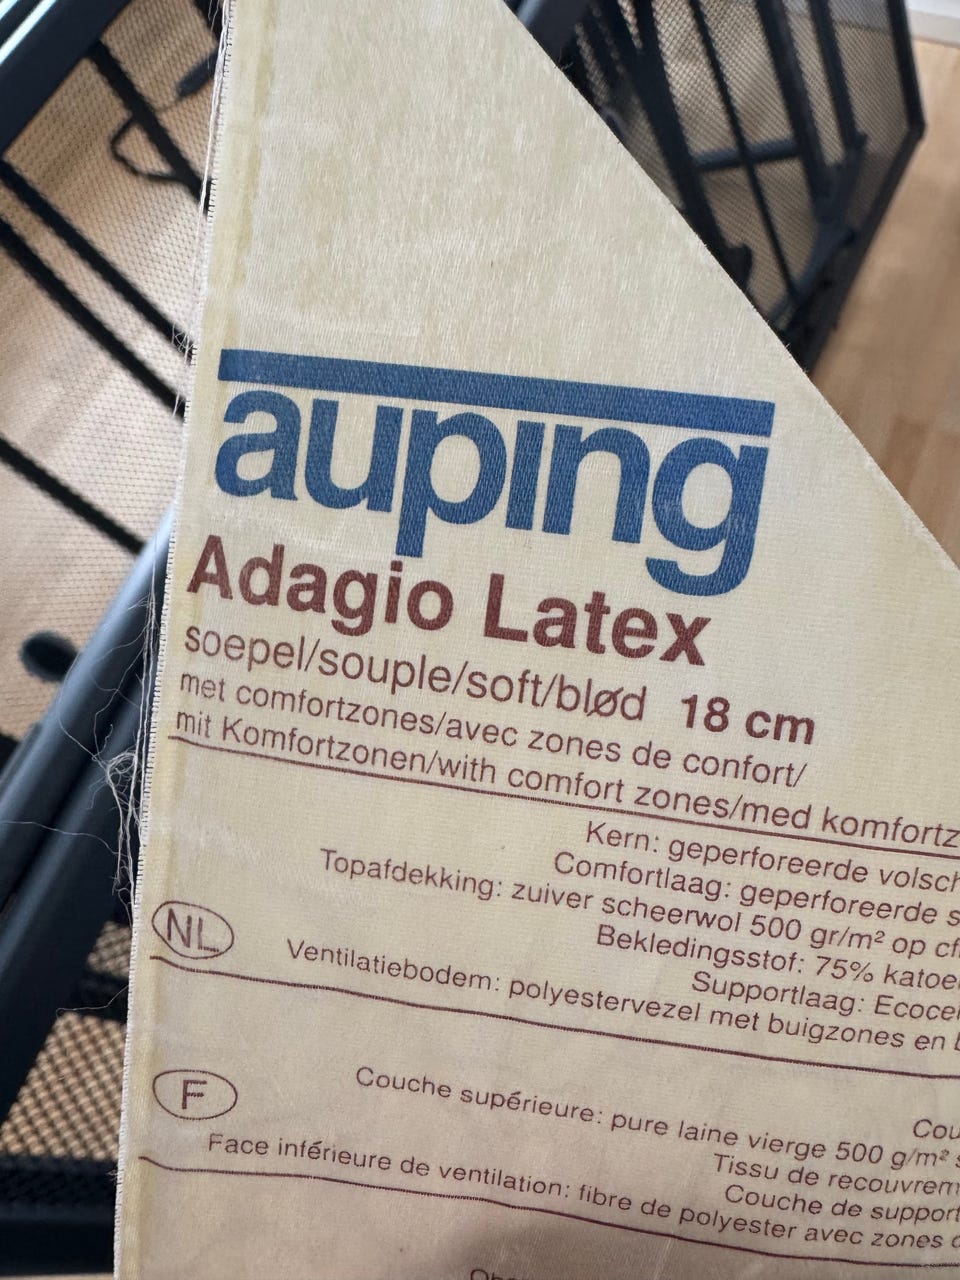 auping
Adagio Latex
soepel/souple/soft/blød 18 cm
met comfortzones/avec zones de confort/
mit Komfortzonen/with comfort zones/med komfortz
Kern: geperforeerde volsch
Comfortlaag: geperforeerde s
Topafdekking: zuiver scheerwol 500 gr/m² op cf
Bekledingsstof: 75% katoe
Supportlaag: Ecocel
NL
Ventilatiebodem: polyestervezel met buigzones en
Cou
Couche supérieure: pure laine vierge 500 g/m² s
F
Tissu de recouvrem
Couche de support
Face inférieure de ventilation: fibre de polyester avec zones